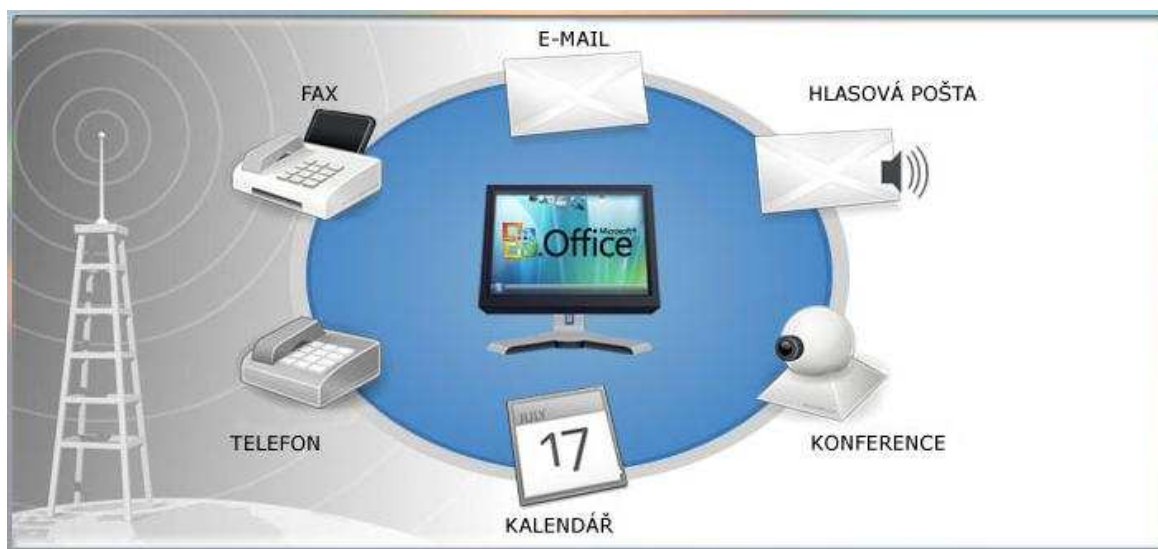 E-MAIL
FAX
HLASOVÁ POŠTA
Microsoft®
Office
TELEFON
JULY
17
KONFERENCE
KALENDÁŘ